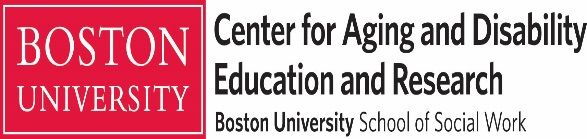 BOSTON
UNIVERSITY
Center for Aging and Disability
Education and Research
Boston University School of Social Work